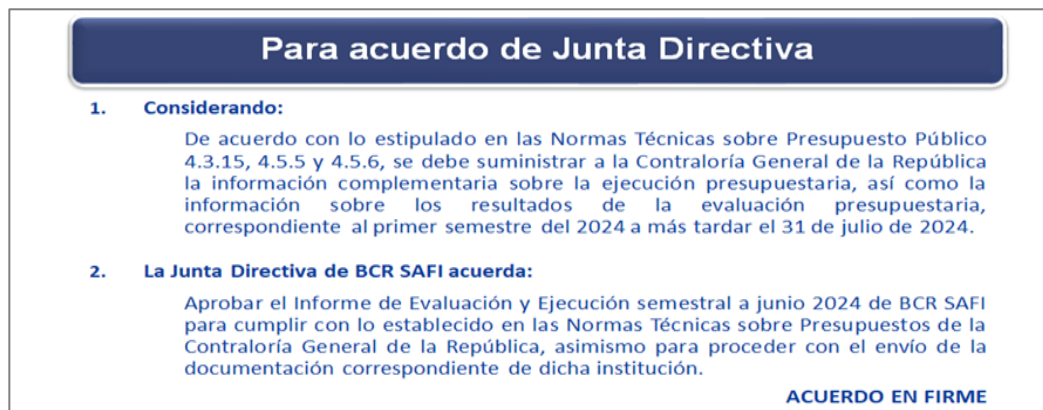 Para acuerdo de Junta Directiva
1. Considerando:
De acuerdo con lo estipulado en las Normas Técnicas sobre Presupuesto Público
4.3.15, 4.5.5 y 4.5.6, se debe suministrar a la Contraloría General de la República
la información complementaria sobre la ejecución presupuestaria, así como la
información sobre los resultados de la evaluación presupuestaria,
correspondiente al primer semestre del 2024 a más tardar el 31 de julio de 2024.
2. La Junta Directiva de BCR SAFI acuerda:
Aprobar el Informe de Evaluación y Ejecución semestral a junio 2024 de BCR SAFI
para cumplir con lo establecido en las Normas Técnicas sobre Presupuestos de la
Contraloría General de la República, asimismo para proceder con el envío de la
documentación correspondiente de dicha institución.
ACUERDO EN FIRME